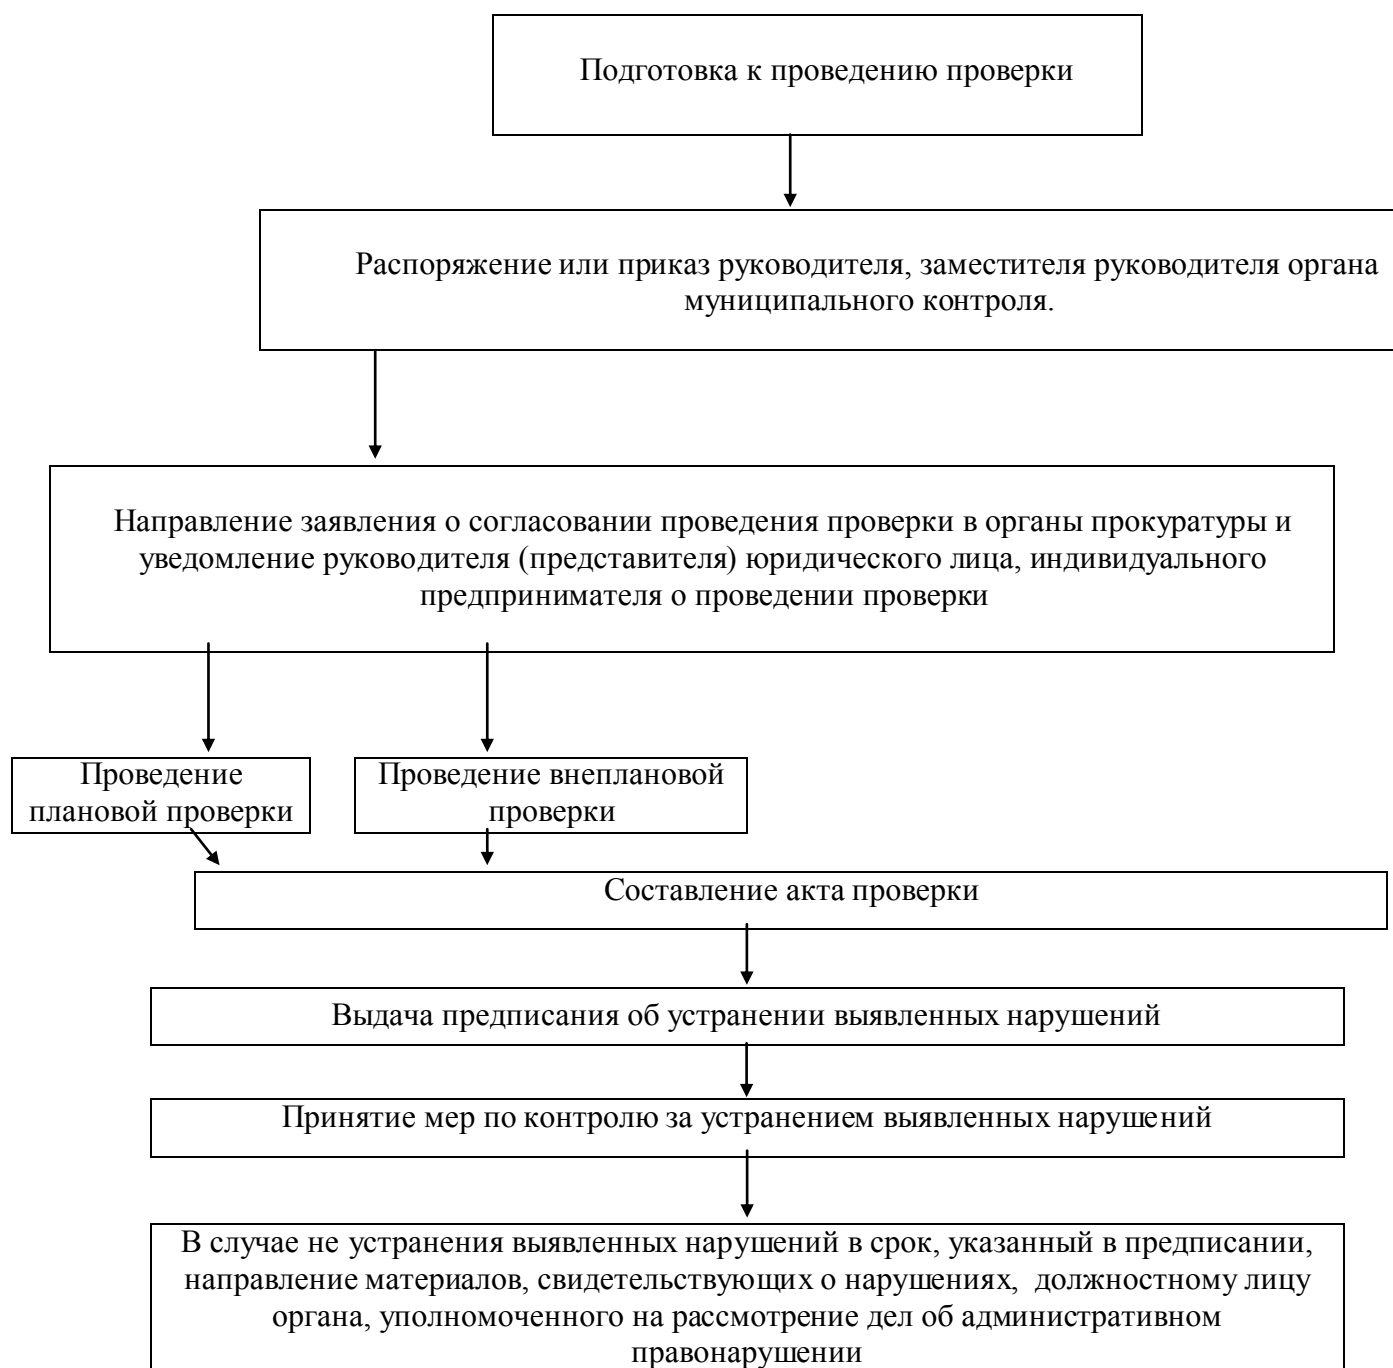 Подготовка к проведению проверки
Распоряжение или приказ руководителя, заместителя руководителя органа
муниципального контроля.
Направление заявления о согласовании проведения проверки в органы прокуратуры и
уведомление руководителя (представителя) юридического лица, индивидуального
предпринимателя о проведении проверки
Проведение
плановой проверки
Проведение внеплановой
проверки
Составление акта проверки
Выдача предписания об устранении выявленных нарушений
Принятие мер по контролю за устранением выявленных нарушений
В случае не устранения выявленных нарушений в срок, указанный в предписании,
направление материалов, свидетельствующих о нарушениях, должностному лицу
органа, уполномоченного на рассмотрение дел об административном
правонарушении